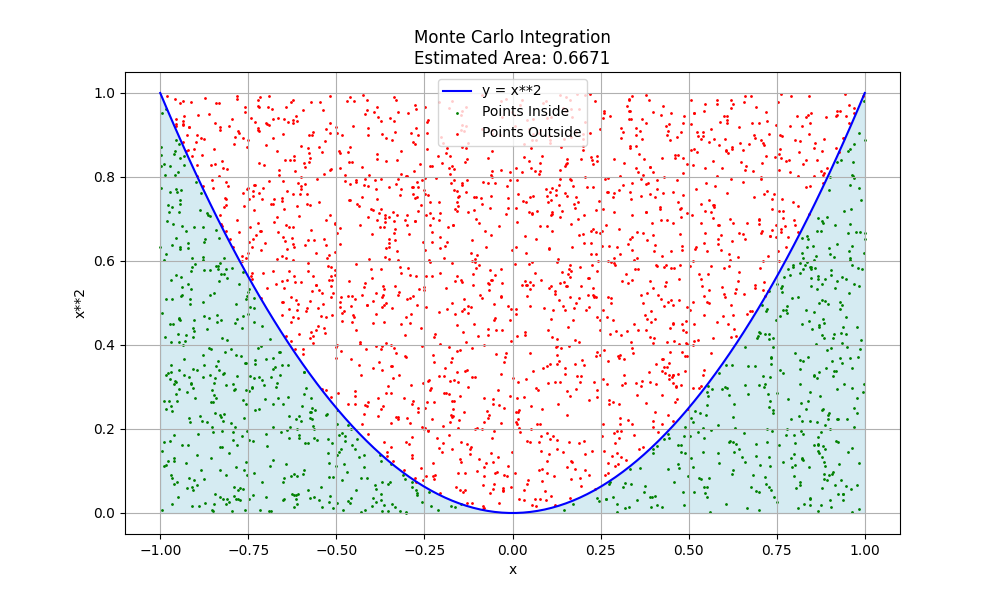 Monte Carlo Integration
Estimated Area: 0.6671
y = x**2
Points Inside
Points Outside
1.0
0.8
0.6
0.4
0.2
0.0
x**2
−1.00 −0.75 −0.50 −0.25 0.00 0.25 0.50 0.75 1.00
x